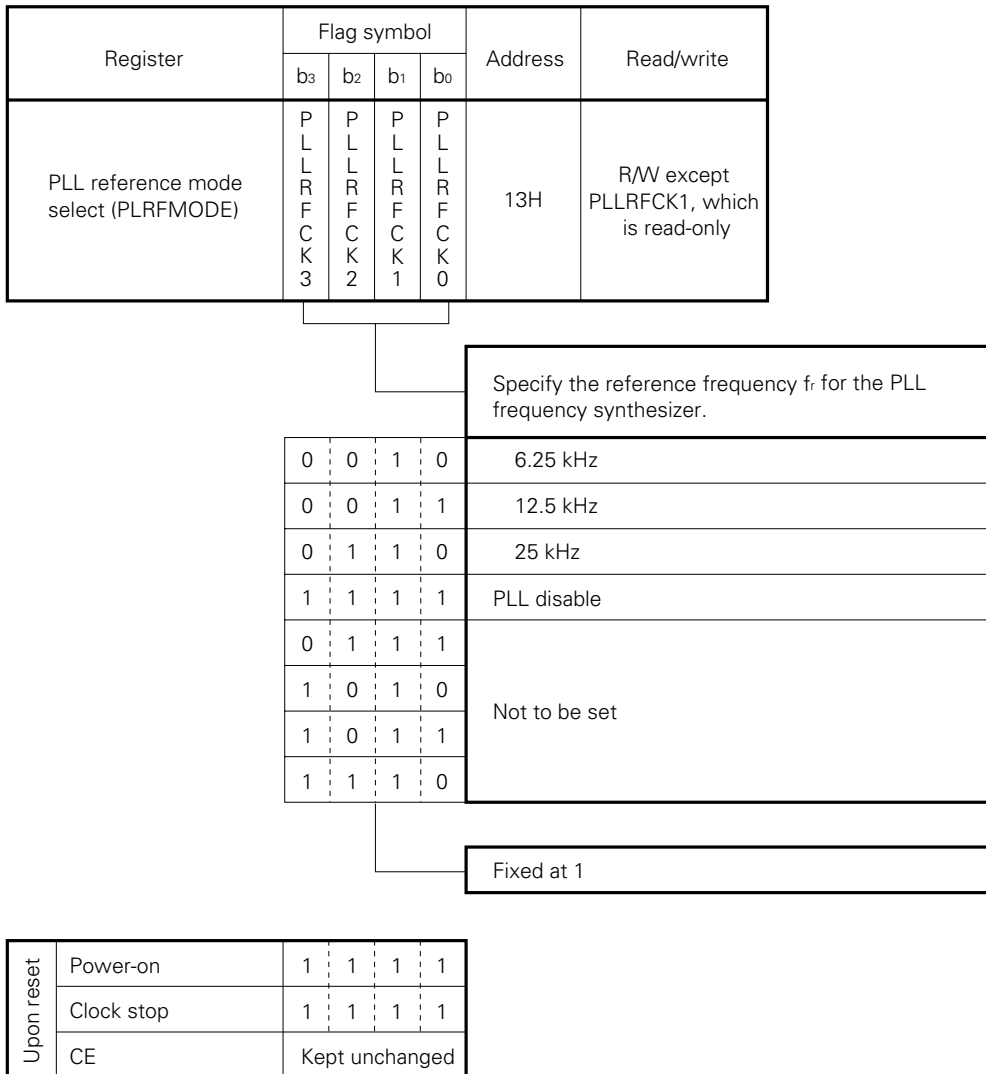 Register
Flag symbol
Address
Read/write
b3 b2 b1 b0
PLL reference mode
select (PLRFMODE)
PLLRFCK3
PLLRFCK2
PLLRFCK1
PLLRFCK0
13H
R/W except
PLLRFCK1, which
is read-only
Specify the reference frequency fr for the PLL
frequency synthesizer.
0 0 1 0 6.25 kHz
0 0 1 1 12.5 kHz
0 1 1 0 25 kHz
1 1 1 1 PLL disable
0 1 1 1
1 0 1 0
Not to be set
1 0 1 1
1 1 1 0
Fixed at 1
Upon reset
Power-on 1 1 1 1
Clock stop 1 1 1 1
CE Kept unchanged